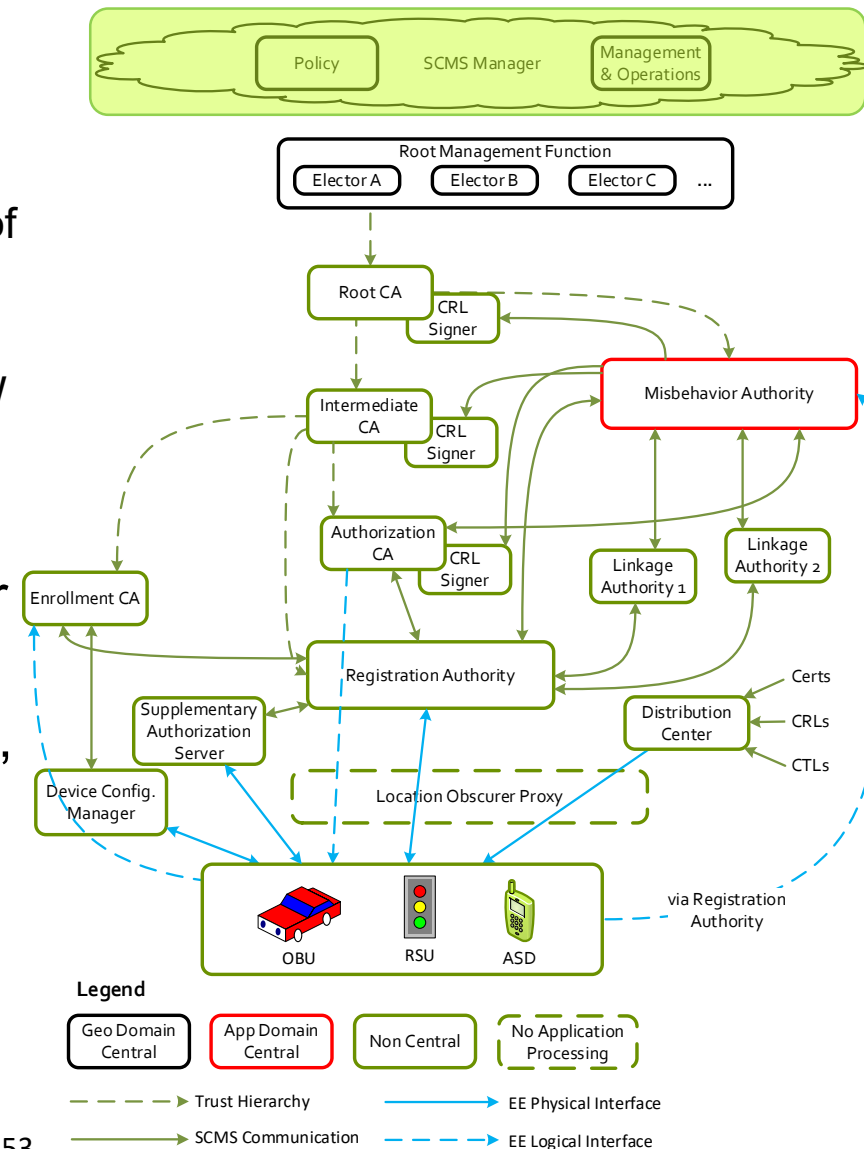 Policy
SCMS Manager
Management
& Operations
Root Management Function
Elector A
Elector B
Elector C
...
of
Root CA
CRL
Signer
Misbehavior Authority
Intermediate
CA
CRL
Signer
Authorization
CA
CRL
Signer
Linkage
Authority 1
Linkage
Authority 2
Enrollment CA
Registration Authority
Supplementary
Authorization
Server
Distribution
Center
Certs
CRLs
CTLs
,
Device Config.
Manager
Location Obscurer Proxy
OBU
RSU
ASD
via Registration
Authority
Legend
Geo Domain
Central
App Domain
Central
Non Central
No Application
Processing
Trust Hierarchy
EE Physical Interface
SCMS Communication
EE Logical Interface
53